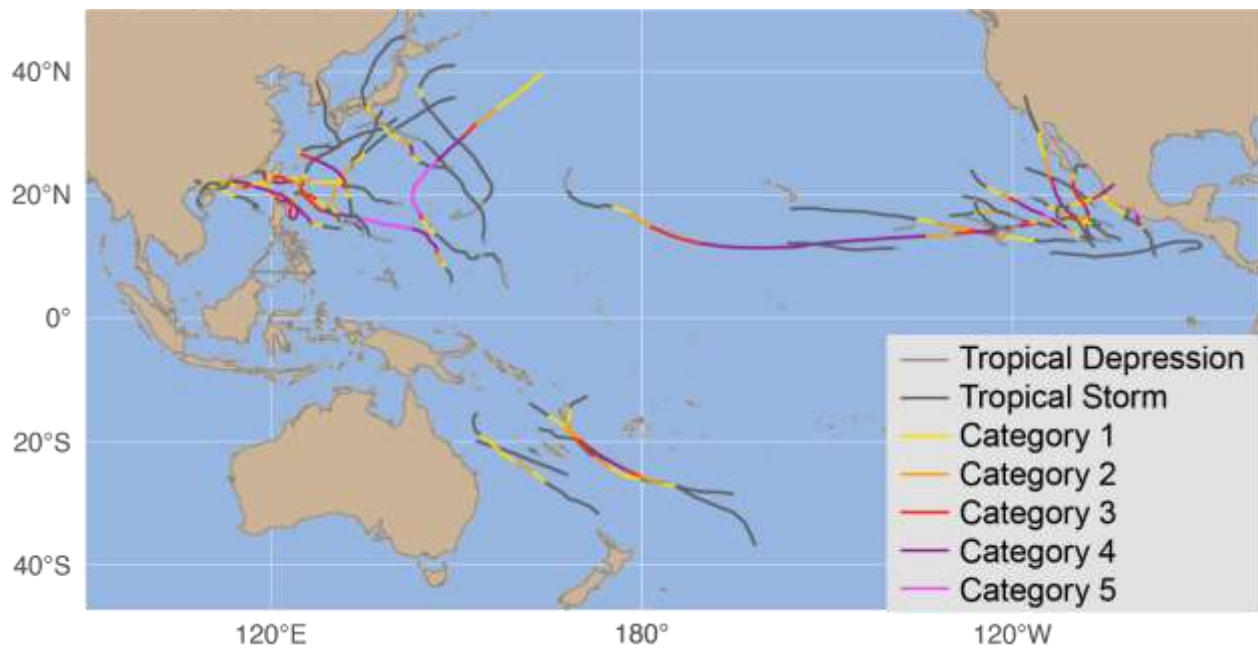 40°N
20°N
0°
20°S
40°S
120°E
180°
120°W
Tropical Depression
Tropical Storm
Category 1
Category 2
Category 3
Category 4
Category 5